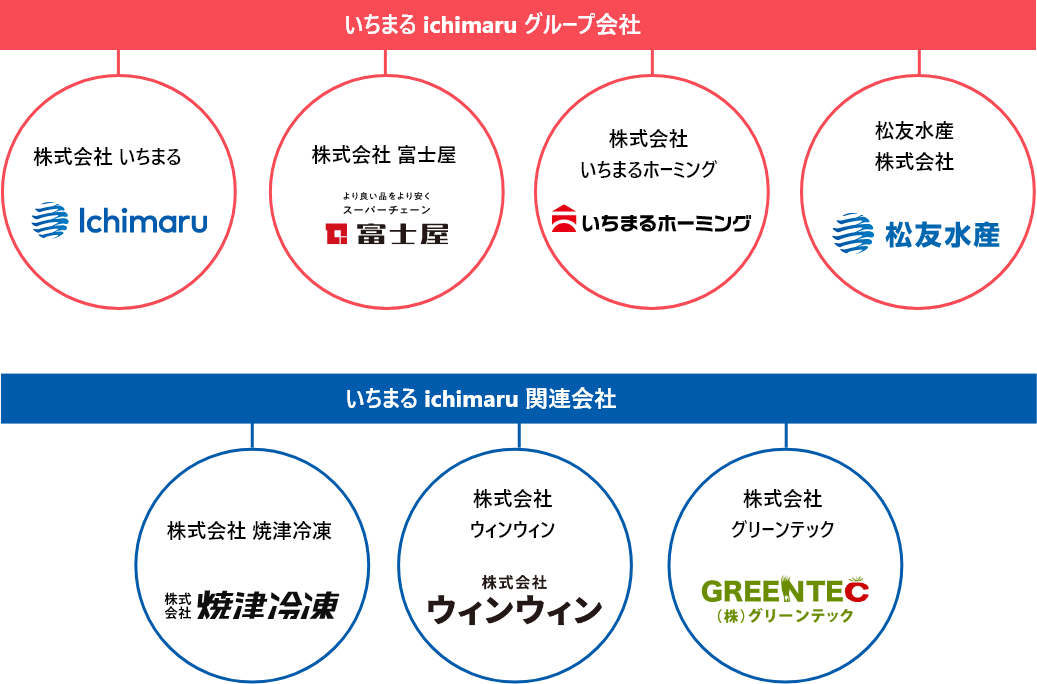 いちまる ichimaru グループ会社
株式会社 いちまる
Ichimaru
株式会社 富士屋
より良い品をより安く
スーパーチェーン
富士屋
株式会社
いちまるホーミング
いちまるホーミング
松友水産
株式会社
松友水産
いちまる ichimaru 関連会社
株式会社 焼津冷凍
株式
会社
焼津冷凍
株式会社
ウィンウィン
株式会社
ウィンウィン
株式会社
グリーンテック
GREENTEC
(株)グリーンテック